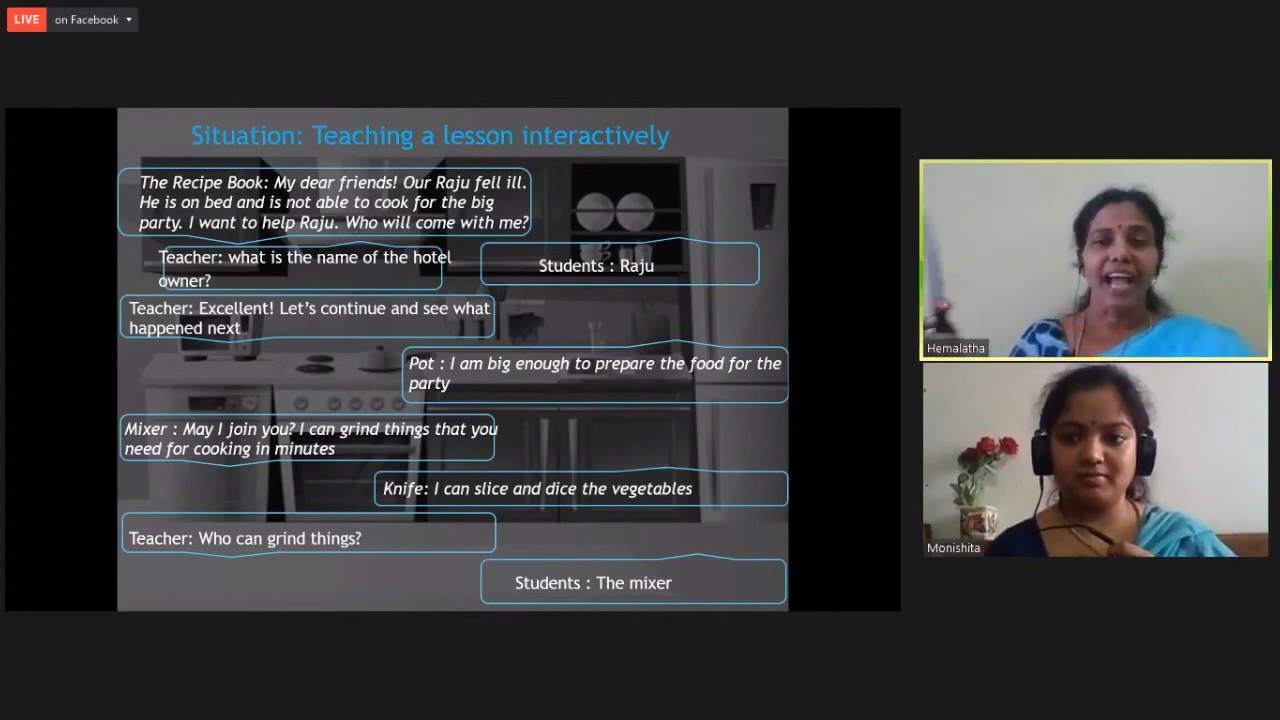 LIVE on Facebook
Situation: Teaching a lesson interactively
The Recipe Book: My dear friends! Our Raju fell ill.
He is on bed and is not able to cook for the big
party. I want to help Raju. Who will come with me?
Teacher: what is the name of the hotel
owner?
Students : Raju
Teacher: Excellent! Let’s continue and see what
happened next
Pot : I am big enough to prepare the food for the
party
Mixer : May I join you? I can grind things that you
need for cooking in minutes
Knife: I can slice and dice the vegetables
Teacher: Who can grind things?
Students : The mixer
Hemalatha
Monishita